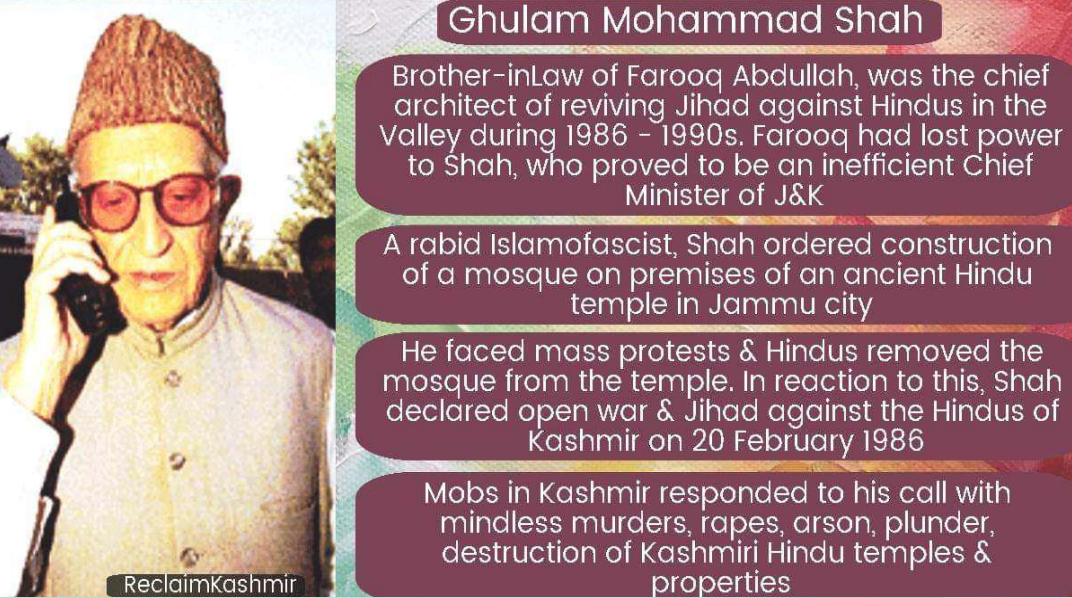 Ghulam Mohammad Shah
Brother-inLaw of Farooq Abdullah, was the chief
architect of reviving Jihad against Hindus in the
Valley during 1986 - 1990s. Farooq had lost power
to Shah, who proved to be an inefficient Chief
Minister of J&K
A rabid Islamofascist, Shah ordered construction
of a mosque on premises of an ancient Hindu
temple in Jammu city
He faced mass protests & Hindus removed the
mosque from the temple. In reaction to this, Shah
declared open war & Jihad against the Hindus of
Kashmir on 20 February 1986
Mobs in Kashmir responded to his call with
mindless murders, rapes, arson, plunder,
destruction of Kashmiri Hindu temples &
properties
ReclaimKashmir